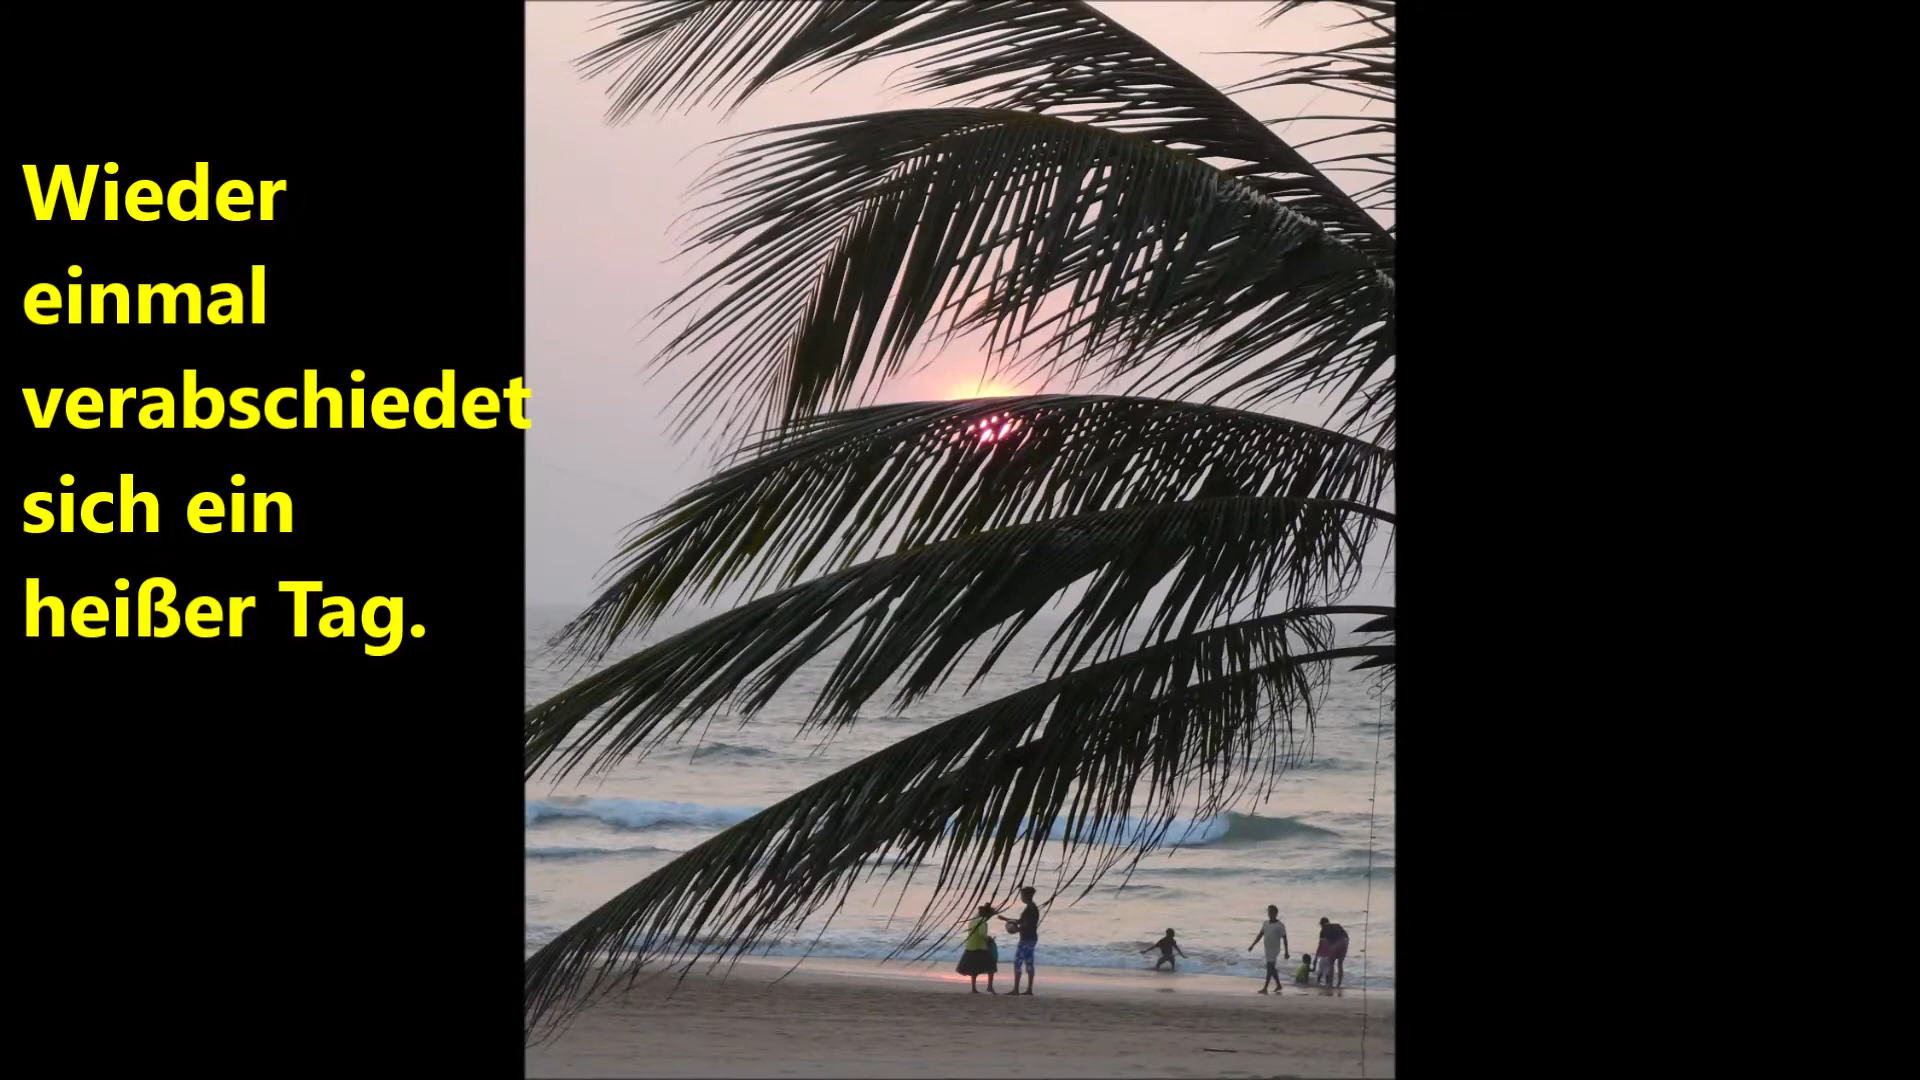 Wieder
einmal
verabschiedet
sich ein
heißer Tag.